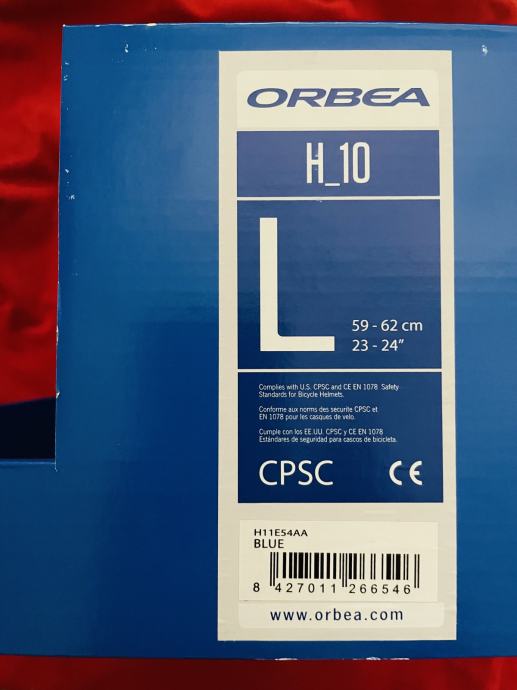 ORBEA
H_10
L
59 - 62 cm
23 - 24"
Complies with U.S. CPSC and CE EN 1078 Safety
Standards for Bicycle Helmets.
Conforme aux norms des securite CPSC et
EN 1078 pour les casques de velo.
Cumple con los EE.UU. CPSC y CE EN 1078
Estándares de seguridad para cascos de bicicleta.
CPSC CE
H11E54AA
BLUE
8 427011 266546
www.orbea.com